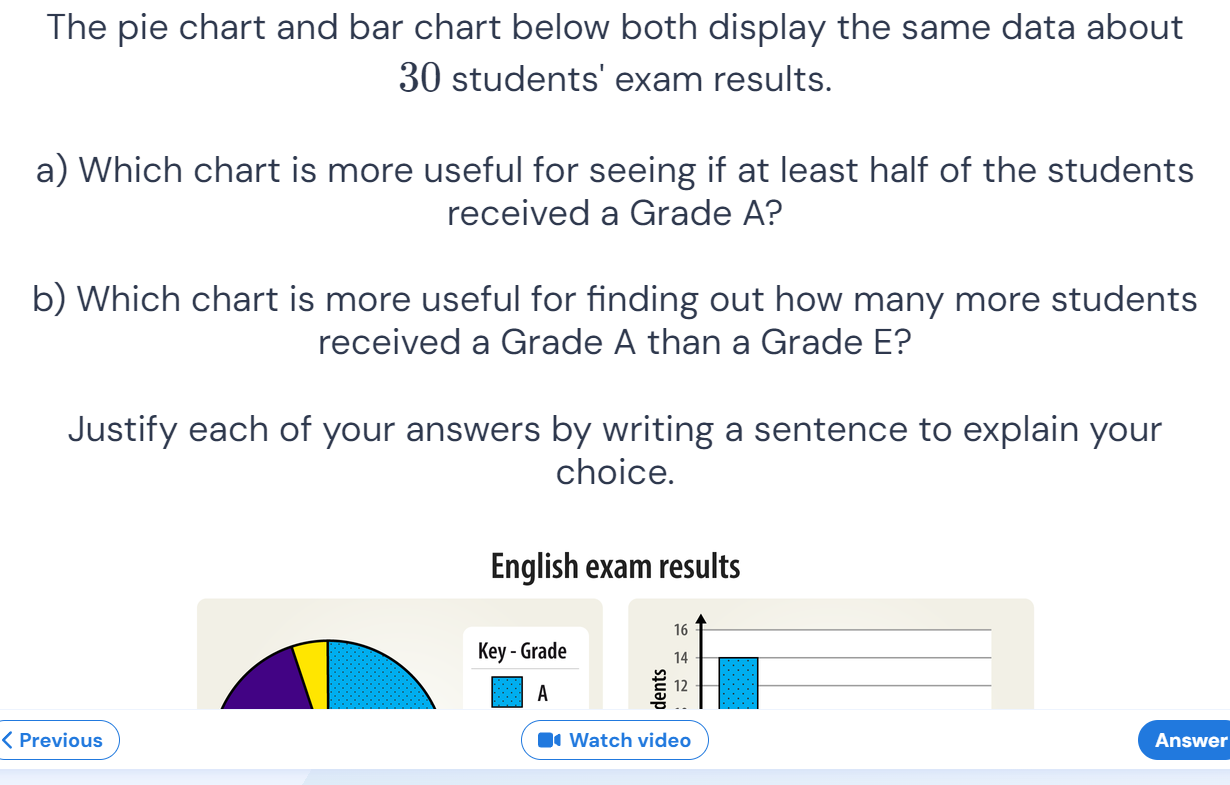 The pie chart and bar chart below both display the same data about
30 students' exam results.
a) Which chart is more useful for seeing if at least half of the students
received a Grade A?
b) Which chart is more useful for finding out how many more students
received a Grade A than a Grade E?
Justify each of your answers by writing a sentence to explain your
choice.
English exam results
Key - Grade
A
16
14
12
Previous
Watch video
Answer